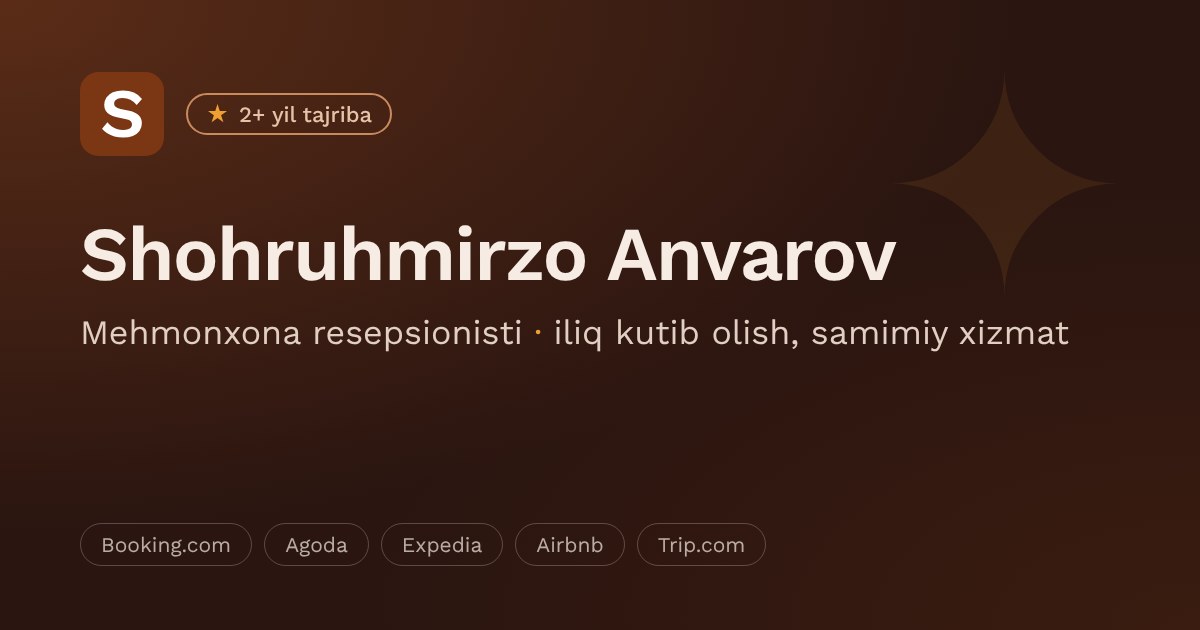 S
★ 2+ yil tajriba
Shohruhmirzo Anvarov
Mehmonxona resepsionisti · iliq kutib olish, samimiy xizmat
Booking.com Agoda Expedia Airbnb Trip.com